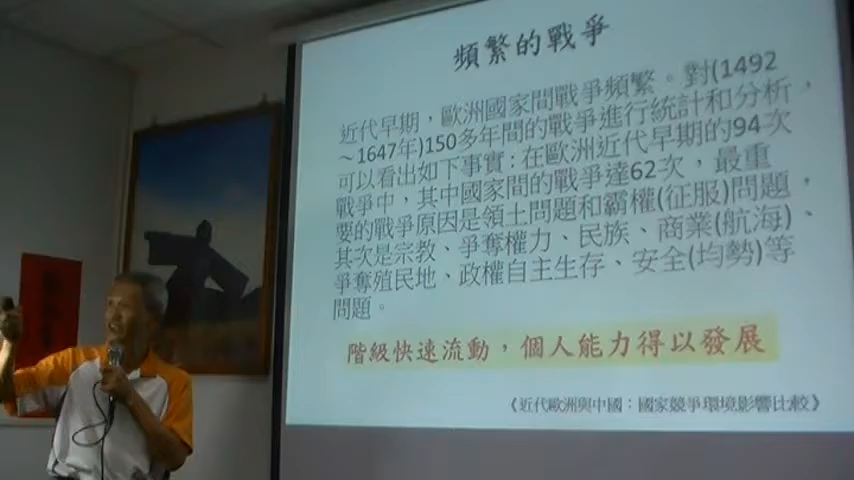 頻繁的戰爭
近代早期，歐洲國家間戰爭頻繁。對(1492
～1647年)150多年間的戰爭進行統計和分析，
可以看出如下事實：在歐洲近代早期的94次
戰爭中，其中國家間的戰爭達62次，最重
要的戰爭原因是領土問題和霸權(征服)問題，
其次是宗教、爭奪權力、民族、商業(航海)、
爭奪殖民地、政權自主生存、安全(均勢)等
問題。
階級快速流動，個人能力得以發展
《近代歐洲與中國：國家競爭環境影響比較》